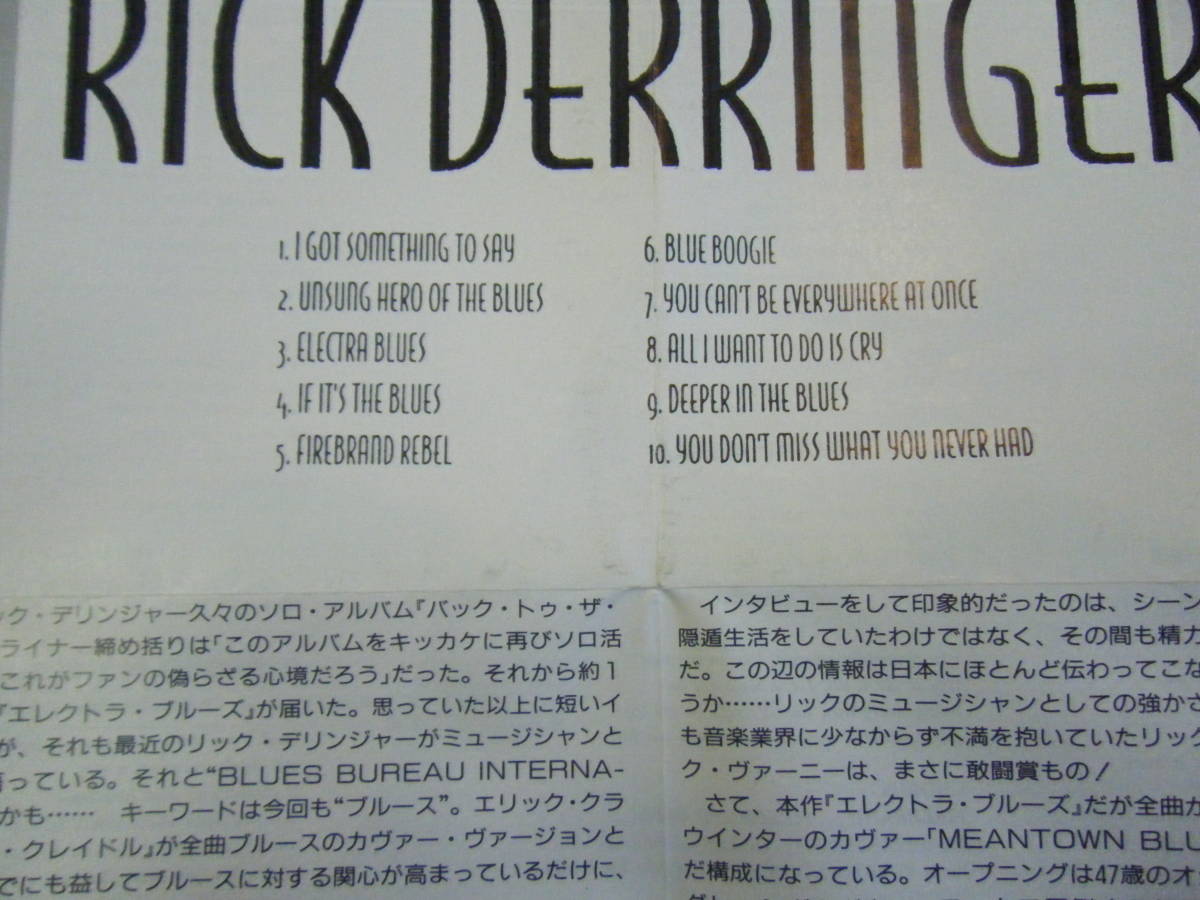 RICK DERRINGER
1. I GOT SOMETHING TO SAY
2. UNSUNG HERO OF THE BLUES
3. ELECTRA BLUES
4. IF IT'S THE BLUES
5. FIREBRAND REBEL
6. BLUE BOOGIE
7. YOU CAN'T BE EVERYWHERE AT ONCE
8. ALL I WANT TO DO IS CRY
9. DEEPER IN THE BLUES
10. YOU DON'T MISS WHAT YOU NEVER HAD
ック・デリンジャー久々のソロ・アルバム『バック・トゥ・ザ・
ライナー締め括りは「このアルバムをキッカケに再びソロ活
これがファンの偽らざる心境だろう」だった。それから約1
『エレクトラ・ブルーズ』が届いた。思っていた以上に短いイ
が、それも最近のリック・デリンジャーがミュージシャンと
っている。それと“BLUES BUREAU INTERNA-
かも…… キーワードは今回も“ブルース”。エリック・クラ
・クレイドル』が全曲ブルースのカヴァー・ヴァージョンと
でにも益してブルースに対する関心が高まっているだけに、
インタビューをして印象的だったのは、シーン
隠遁生活をしていたわけではなく、その間も精力
だ。この辺の情報は日本にほとんど伝わってこな
うか……リックのミュージシャンとしての強かさ
も音楽業界に少なからず不満を抱いていたリック
ク・ヴァーニーは、まさに敢闘賞もの！
さて、本作『エレクトラ・ブルーズ』だが全曲が
ウインターのカヴァー「MEANTOWN BLU
だ構成になっている。オープニングは47歳のオ